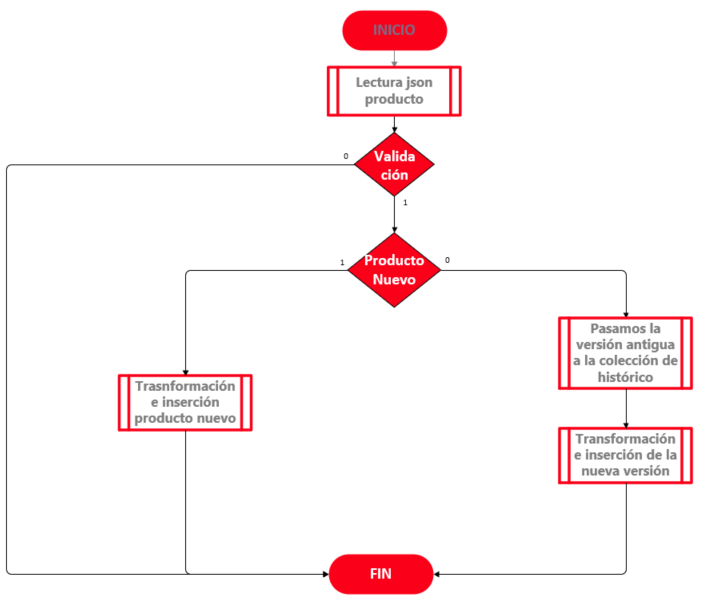 INICIO
Lectura json
producto
0
Valida
ción
1
1
Producto
Nuevo
0
Pasamos la
versión antigua
a la colección de
histórico
Trasnformación
e inserción
producto nuevo
Transformación
e inserción de la
nueva versión
FIN